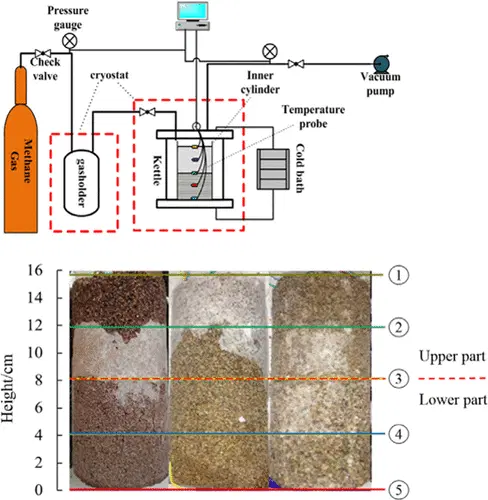 Pressure
gauge
Check
valve
cryostat
Inner
cylinder
Vacuum
pump
Temperature
probe
Methane
Gas
gasholder
Kettle
Cold bath
16
14
12
10
8
6
4
2
0
Height/cm
①
②
③
④
⑤
Upper part
Lower part